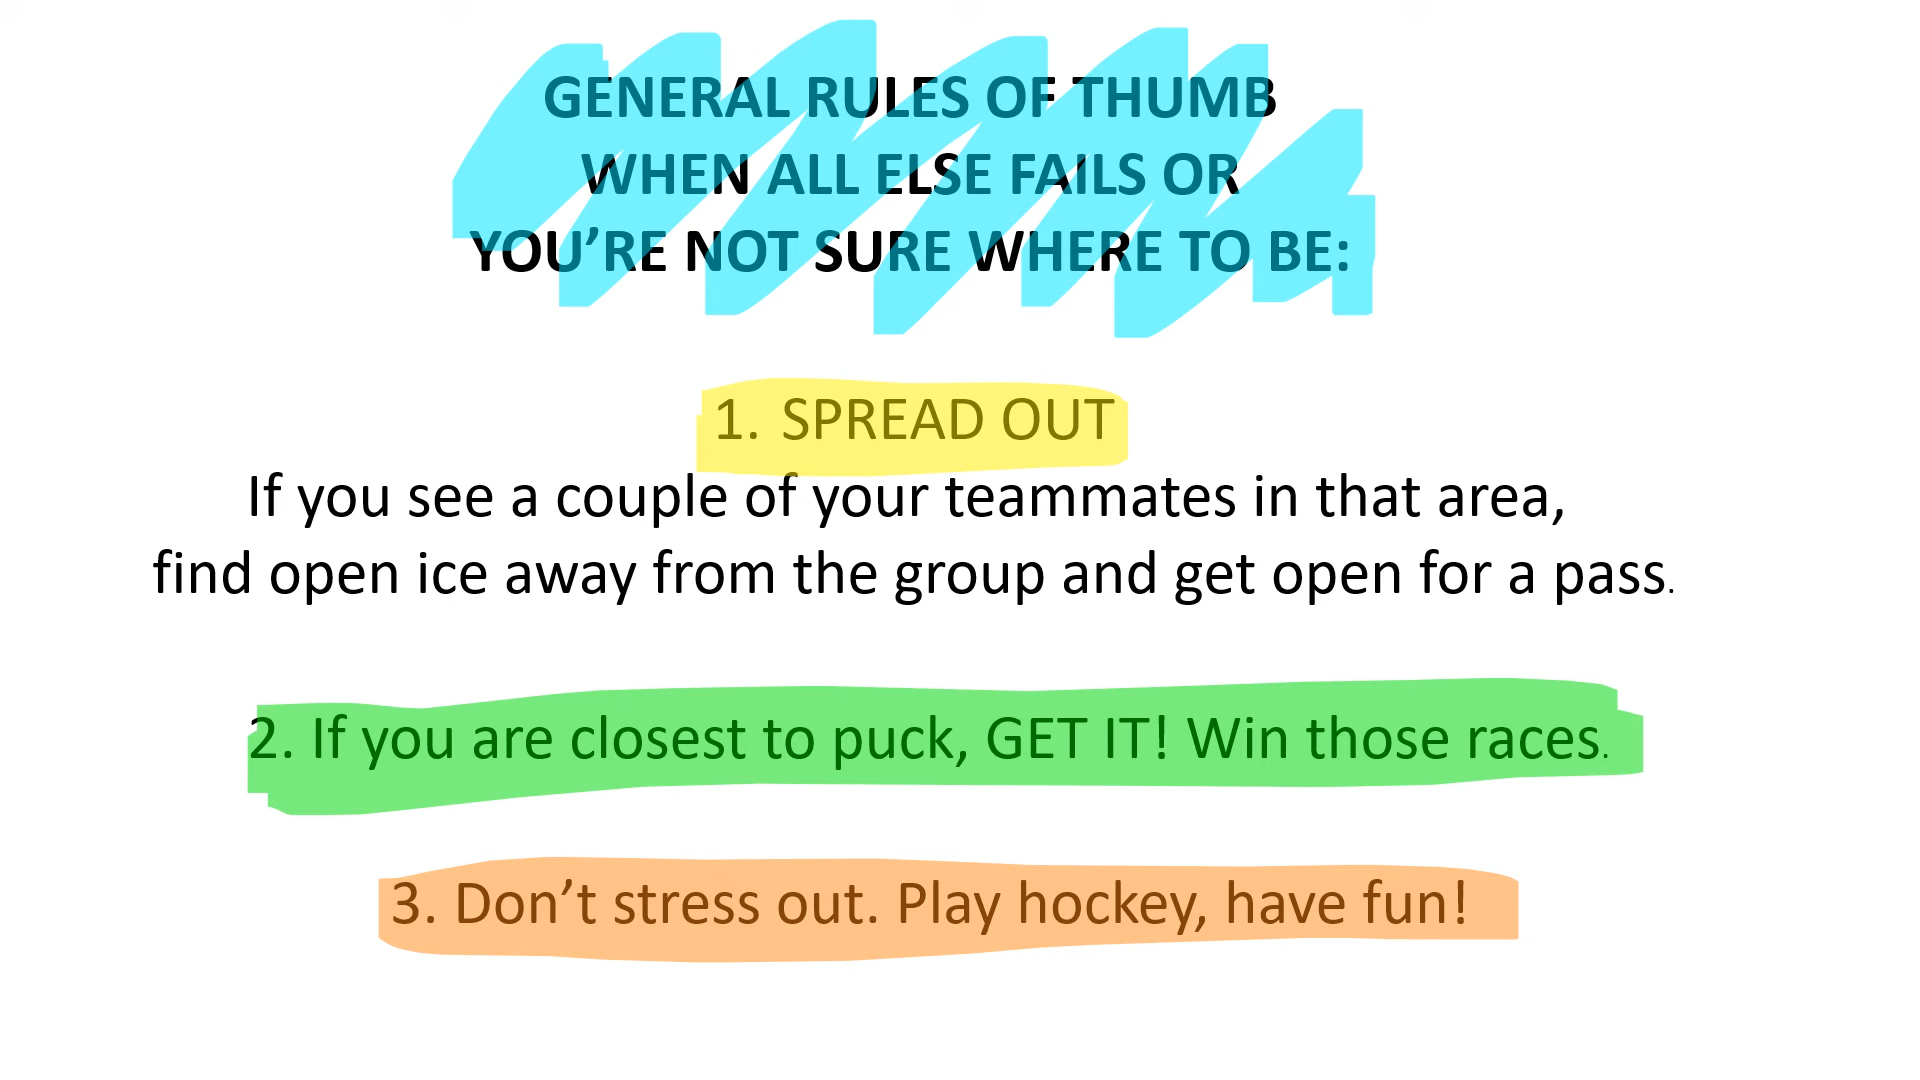 GENERAL RULES OF THUMB
WHEN ALL ELSE FAILS OR
YOU’RE NOT SURE WHERE TO BE:
1. SPREAD OUT
If you see a couple of your teammates in that area,
find open ice away from the group and get open for a pass.
2. If you are closest to puck, GET IT! Win those races.
3. Don’t stress out. Play hockey, have fun!